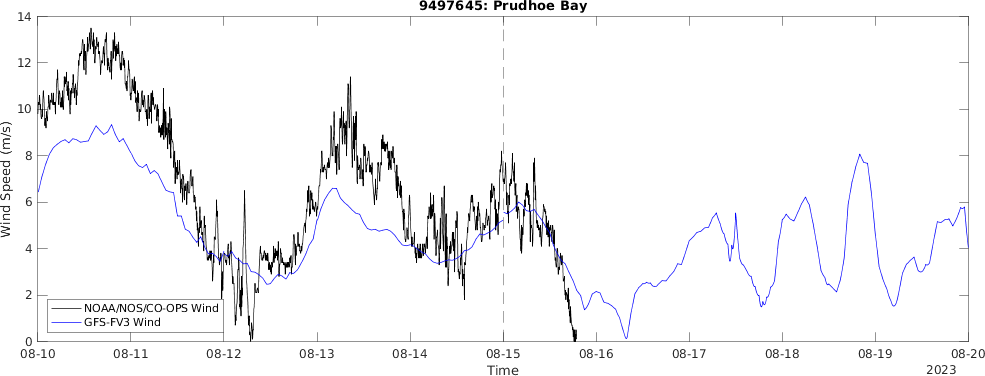 9497645: Prudhoe Bay
14
12
10
8
6
4
2
0
Wind Speed (m/s)
NOAA/NOS/CO-OPS Wind
GFS-FV3 Wind
08-10 08-11 08-12 08-13 08-14 08-15 08-16 08-17 08-18 08-19 08-20
Time
2023